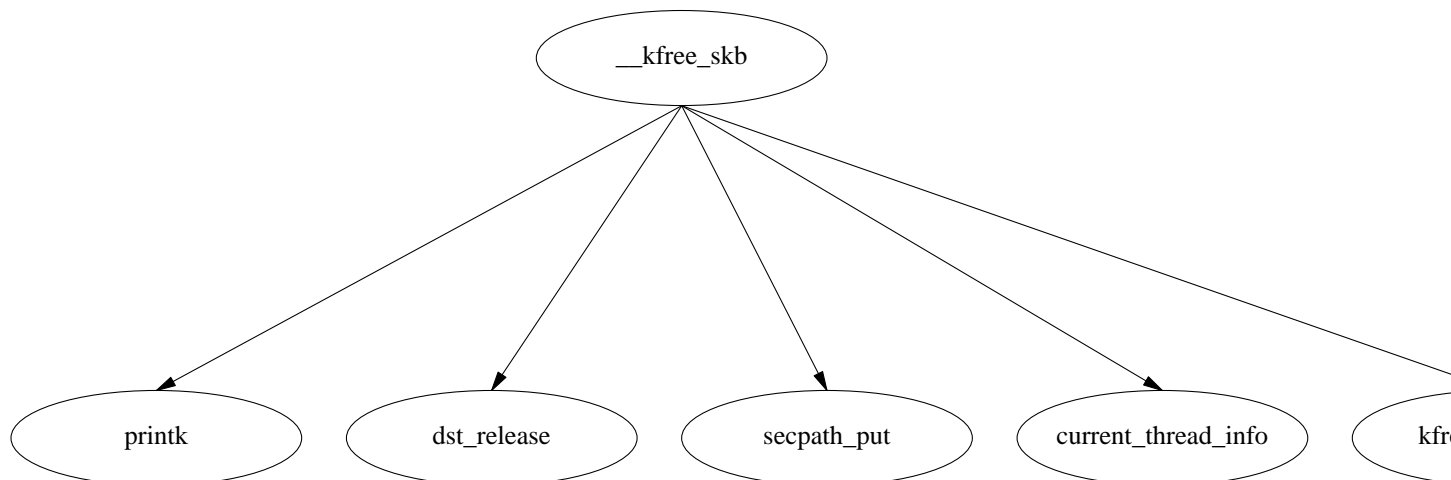 __kfree_skb
printk
dst_release
secpath_put
current_thread_info